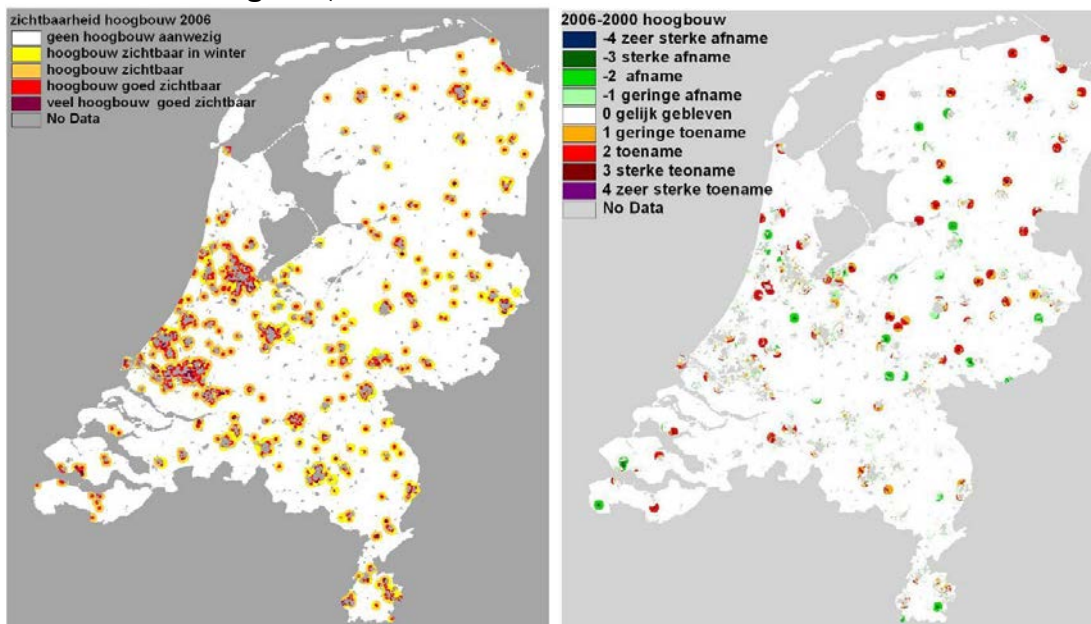 zichtbaarheid hoogbouw 2006
geen hoogbouw aanwezig
hoogbouw zichtbaar in winter
hoogbouw zichtbaar
hoogbouw goed zichtbaar
veel hoogbouw goed zichtbaar
No Data
2006-2000 hoogbouw
-4 zeer sterke afname
-3 sterke afname
-2 afname
-1 geringe afname
0 gelijk gebleven
1 geringe toename
2 toename
3 sterke teoname
4 zeer sterke toename
No Data